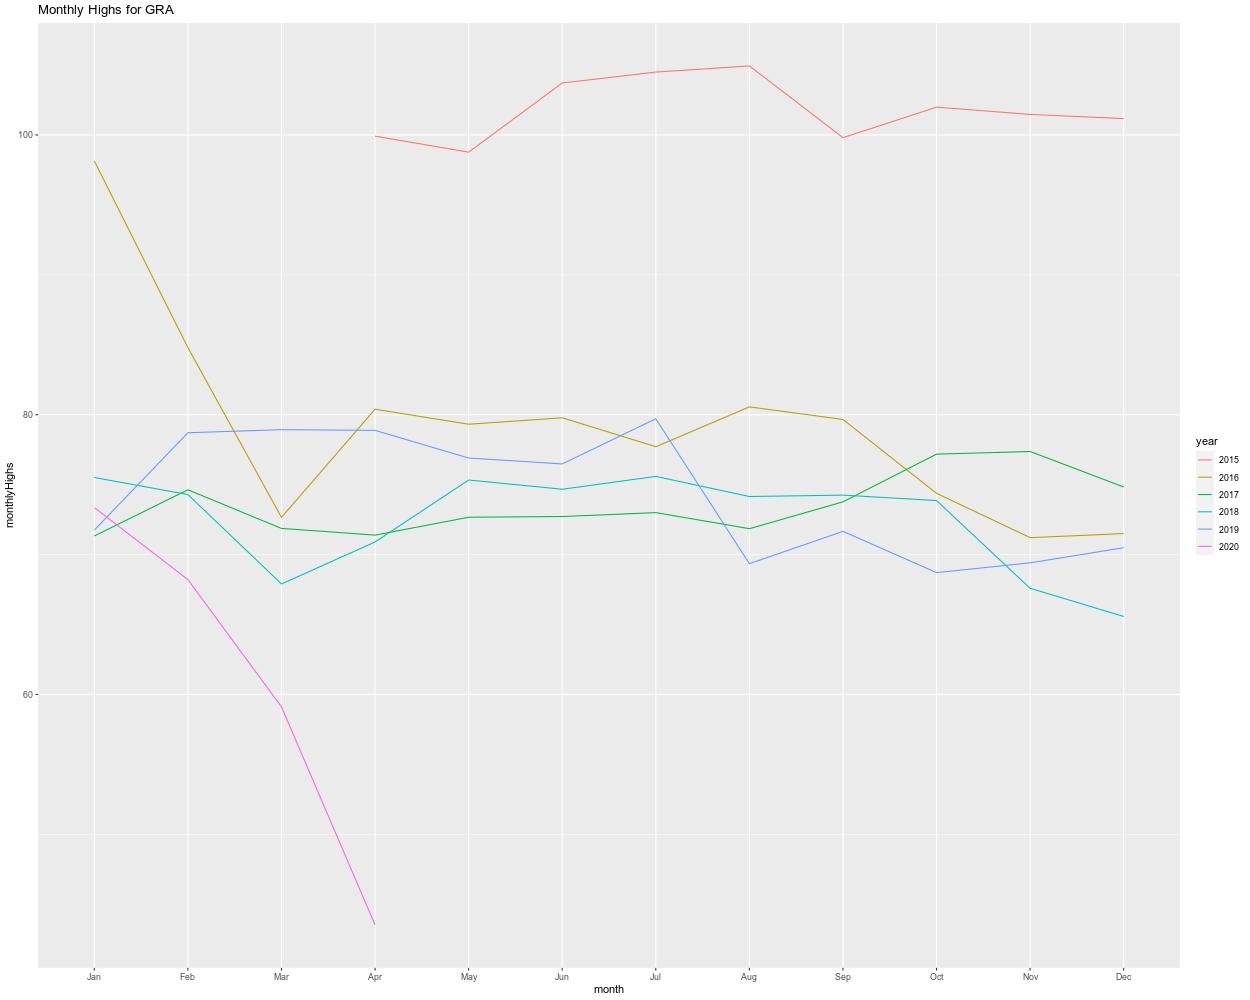 Monthly Highs for GRA
100
80
60
monthlyHighs
Jan Feb Mar Apr May Jun Jul Aug Sep Oct Nov Dec
month
year
2015
2016
2017
2018
2019
2020